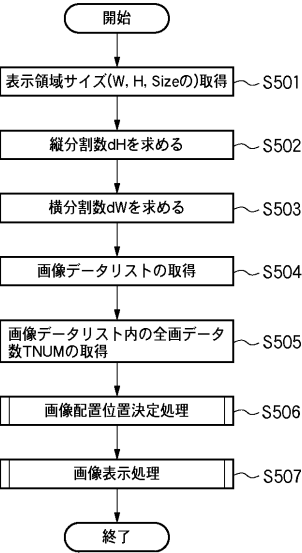 開始
表示領域サイズ(W, H, Sizeの)取得
S501
縦分割数dHを求める
S502
横分割数dWを求める
S503
画像データリストの取得
S504
画像データリスト内の全画データ
数TNUMの取得
S505
画像配置位置決定処理
S506
画像表示処理
S507
終了